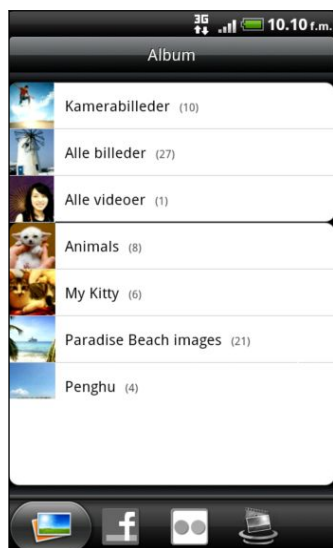 3G 10.10 f.m.
Album
Kamerabilleder (10)
Alle billeder (27)
Alle videoer (1)
Animals (8)
My Kitty (6)
Paradise Beach images (21)
Penghu (4)
f